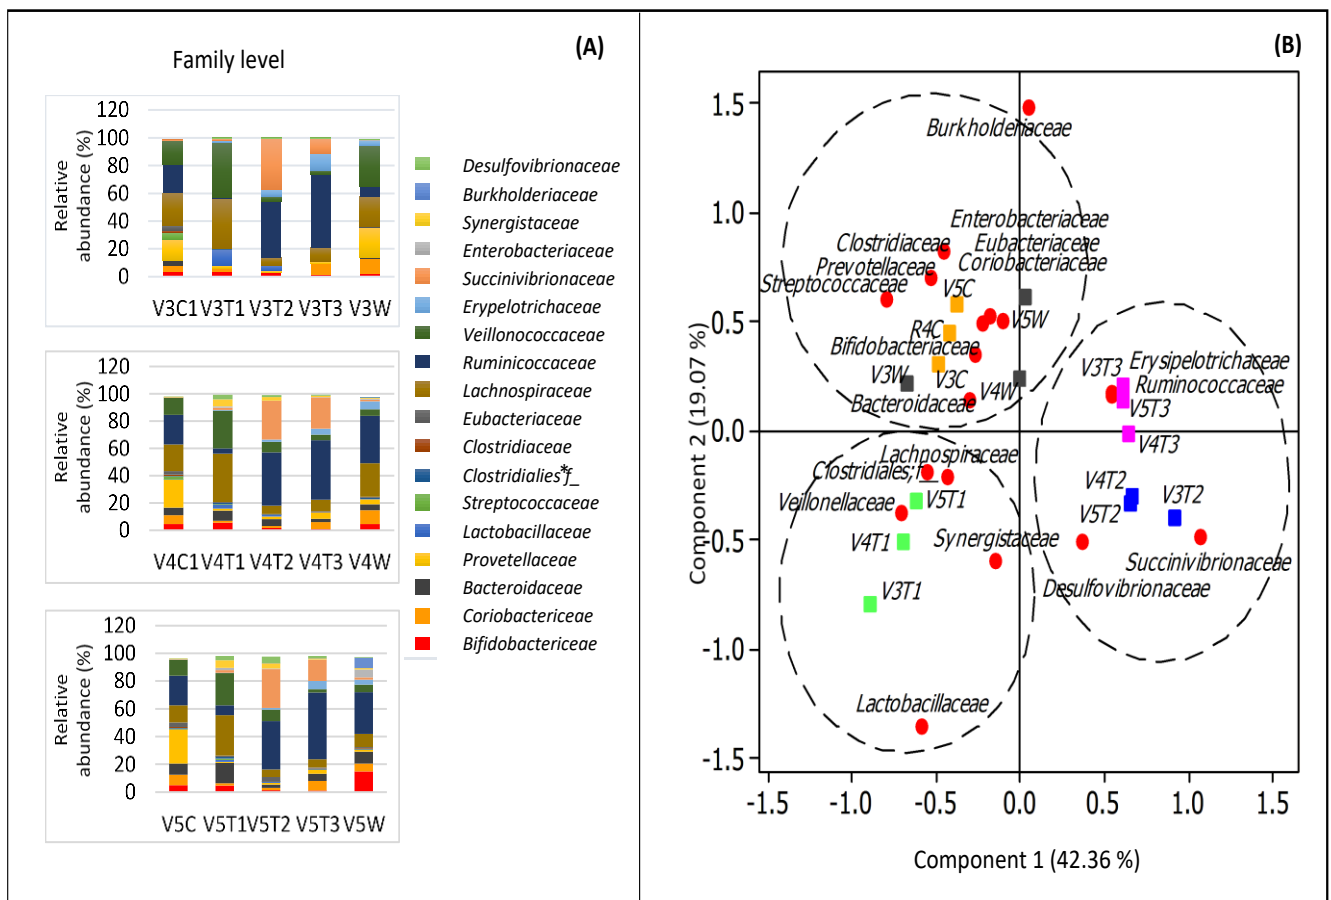 (A)
Family level
120
100
80
60
40
20
0
Relative
abundance (%)
V3C1 V3T1 V3T2 V3T3 V3W
120
100
80
60
40
20
0
Relative
abundance (%)
V4C1 V4T1 V4T2 V4T3 V4W
120
100
80
60
40
20
0
Relative
abundance (%)
V5C V5T1 V5T2 V5T3 V5W
Desulfovibrionaceae
Burkholderiaceae
Synergistaceae
Enterobacteriaceae
Succinivibrionaceae
Erypelotrichaceae
Veillonococcaceae
Ruminicoccaceae
Lachnospiraceae
Eubacteriaceae
Clostridiaceae
Clostridialies*f_
Streptococcaceae
Lactobacillaceae
Provetellaceae
Bacteroidaceae
Coriobactericeae
Bifidobactericeae
(B)
1.5
1.0
0.5
0.0
-0.5
-1.0
-1.5
Component 2 (19.07 %)
Burkholderiaceae
Enterobacteriaceae
Clostridiaceae
Eubacteriaceae
Prevotellaceae
Coriobacteriaceae
Streptococcaceae
V5C
V5W
R4C
Bifidobacteriaceae
V3W
V3C
V4W
Bacteroidaceae
V3T3
Erysipelotrichaceae
Ruminococcaceae
V5T3
V4T3
Lachnospiraceae
Clostridiales;f__
Veillonellaceae
V5T1
V4T1
Synergistaceae
V3T1
V4T2
V3T2
V5T2
Succinivibrionaceae
Desulfovibrionaceae
Lactobacillaceae
-1.5 -1.0 -0.5 0.0 0.5 1.0 1.5
Component 1 (42.36 %)